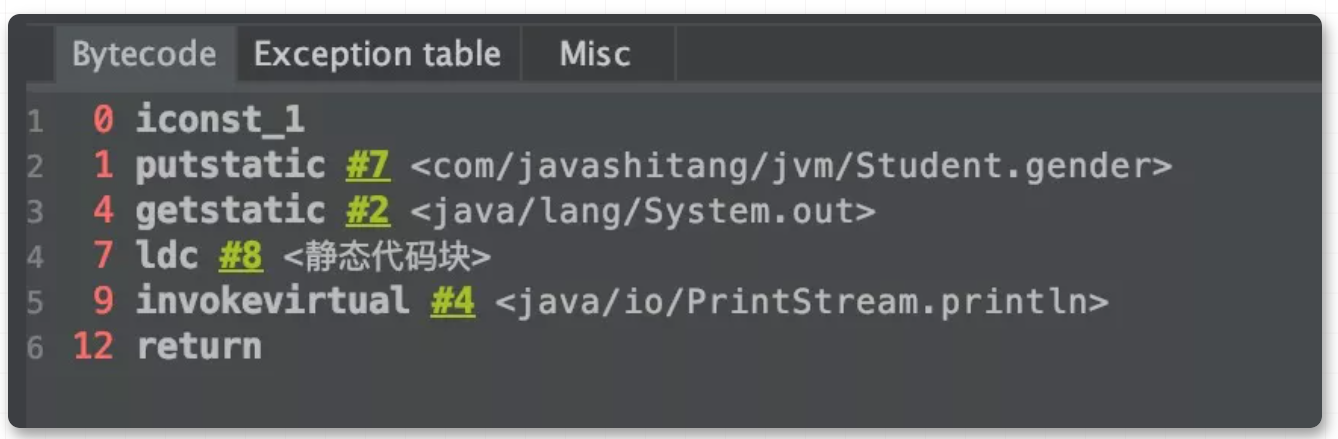 Bytecode Exception table Misc
1 0 iconst_1
2 1 putstatic #7 <com/javashitang/jvm/Student.gender>
3 4 getstatic #2 <java/lang/System.out>
4 7 ldc #8 <静态代码块>
5 9 invokevirtual #4 <java/io/PrintStream.println>
6 12 return